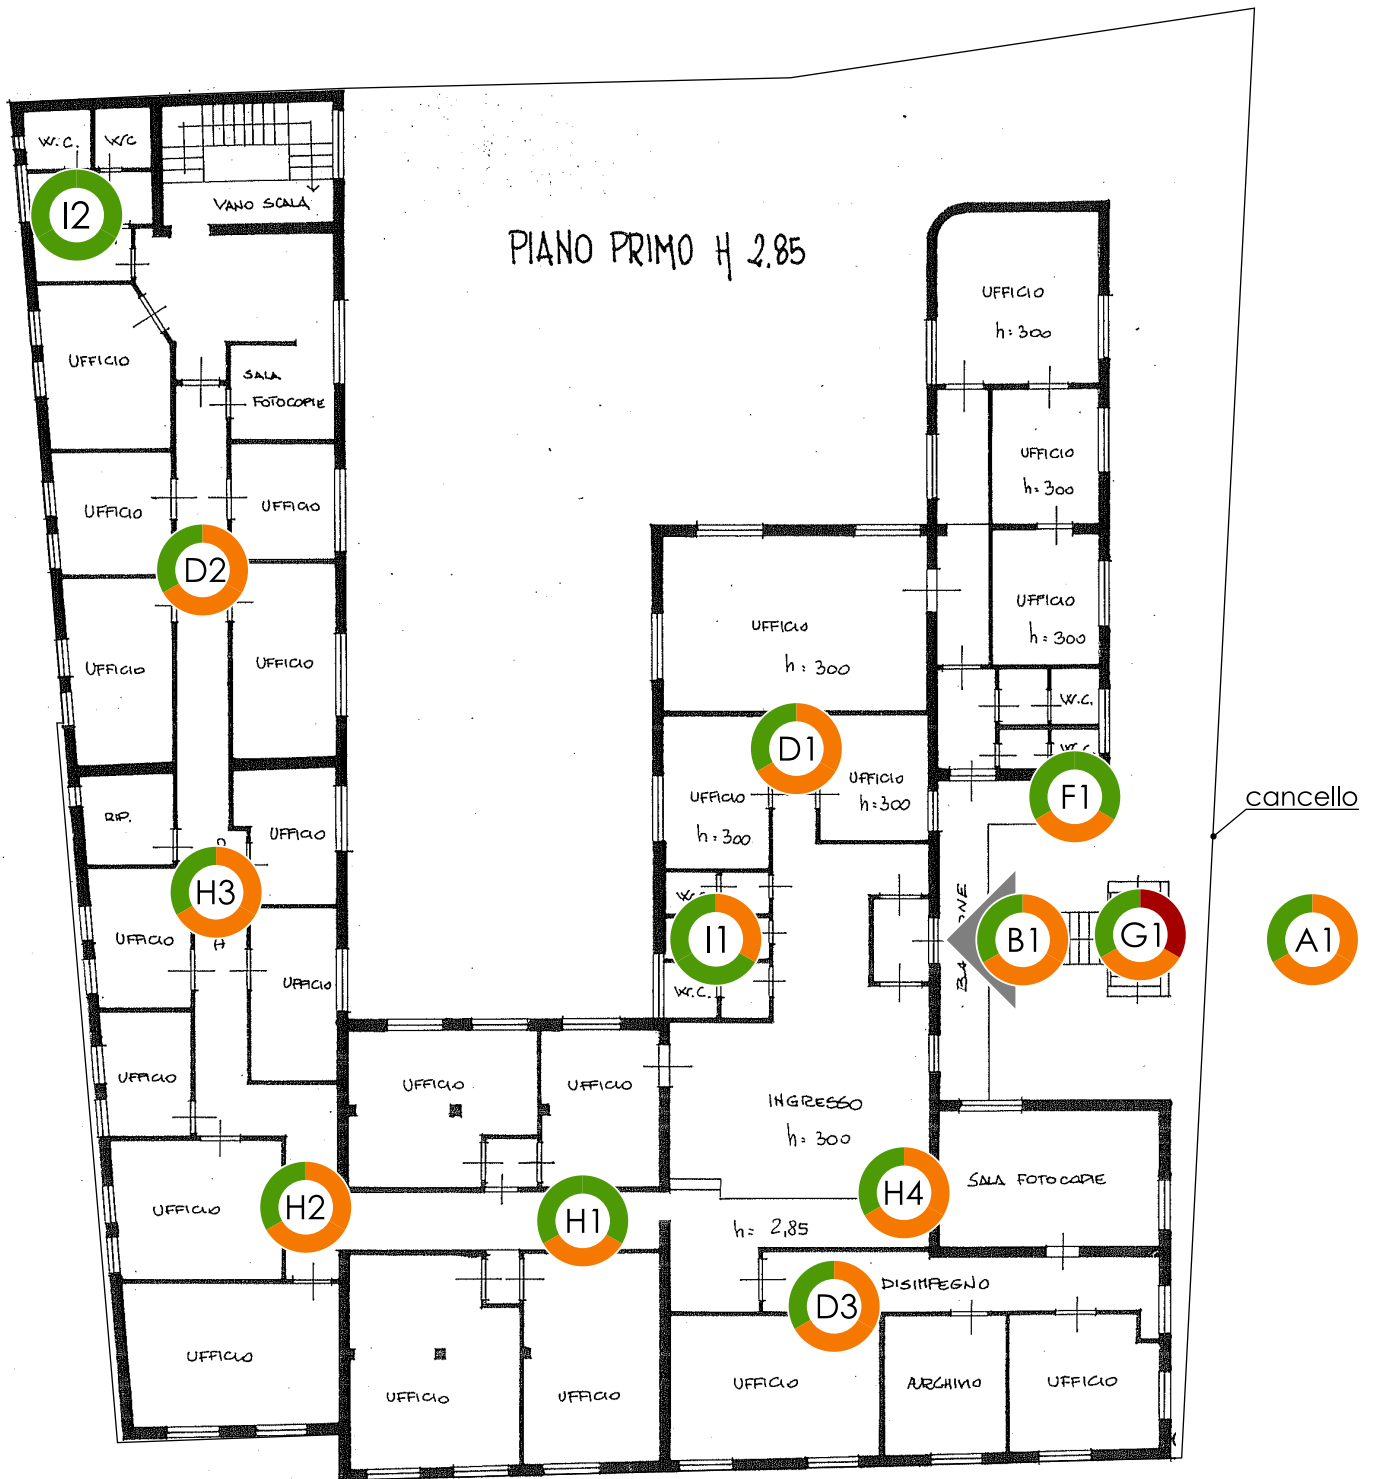 W.C.
WC
VANO SCALA
I2
PIANO PRIMO H 2.85
UFFICIO
h: 300
UFFICIO
SALA
FOTOCOPIE
UFFICIO
h: 300
UFFICIO
UFFICIO
D2
UFFICIO
h: 300
UFFICIO
h: 300
UFFICIO
UFFICIO
W.C.
W.C.
D1
UFFICIO
h:300
UFFICIO
h: 300
F1
cancello
RIP.
UFFICIO
H3
UFFICIO
UFFICIO
W.C.
I1
W.C.
B1
G1
A1
UFFICIO
UFFICIO
UFFICIO
INGRESSO
h: 300
SALA FOTOCOPIE
H4
UFFICIO
H2
H1
h= 2,85
DISIMPEGNO
D3
UFFICIO
UFFICIO
UFFICIO
UFFICIO
ARCHIVIO
UFFICIO